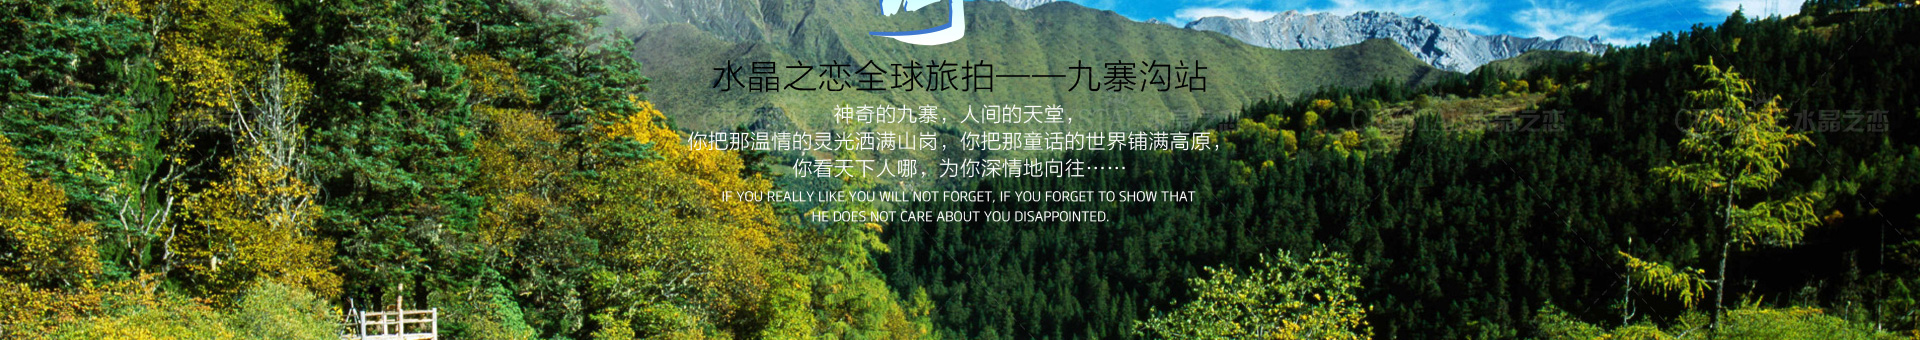 水晶之恋全球旅拍——九寨沟站
神奇的九寨，人间的天堂，
你把那温情的灵光洒满山岗，你把那童话的世界铺满高原，
你看天下人哪，为你深情地向往……
IF YOU REALLY LIKE YOU WILL NOT FORGET, IF YOU FORGET TO SHOW THAT
HE DOES NOT CARE ABOUT YOU DISAPPOINTED.
水晶之恋